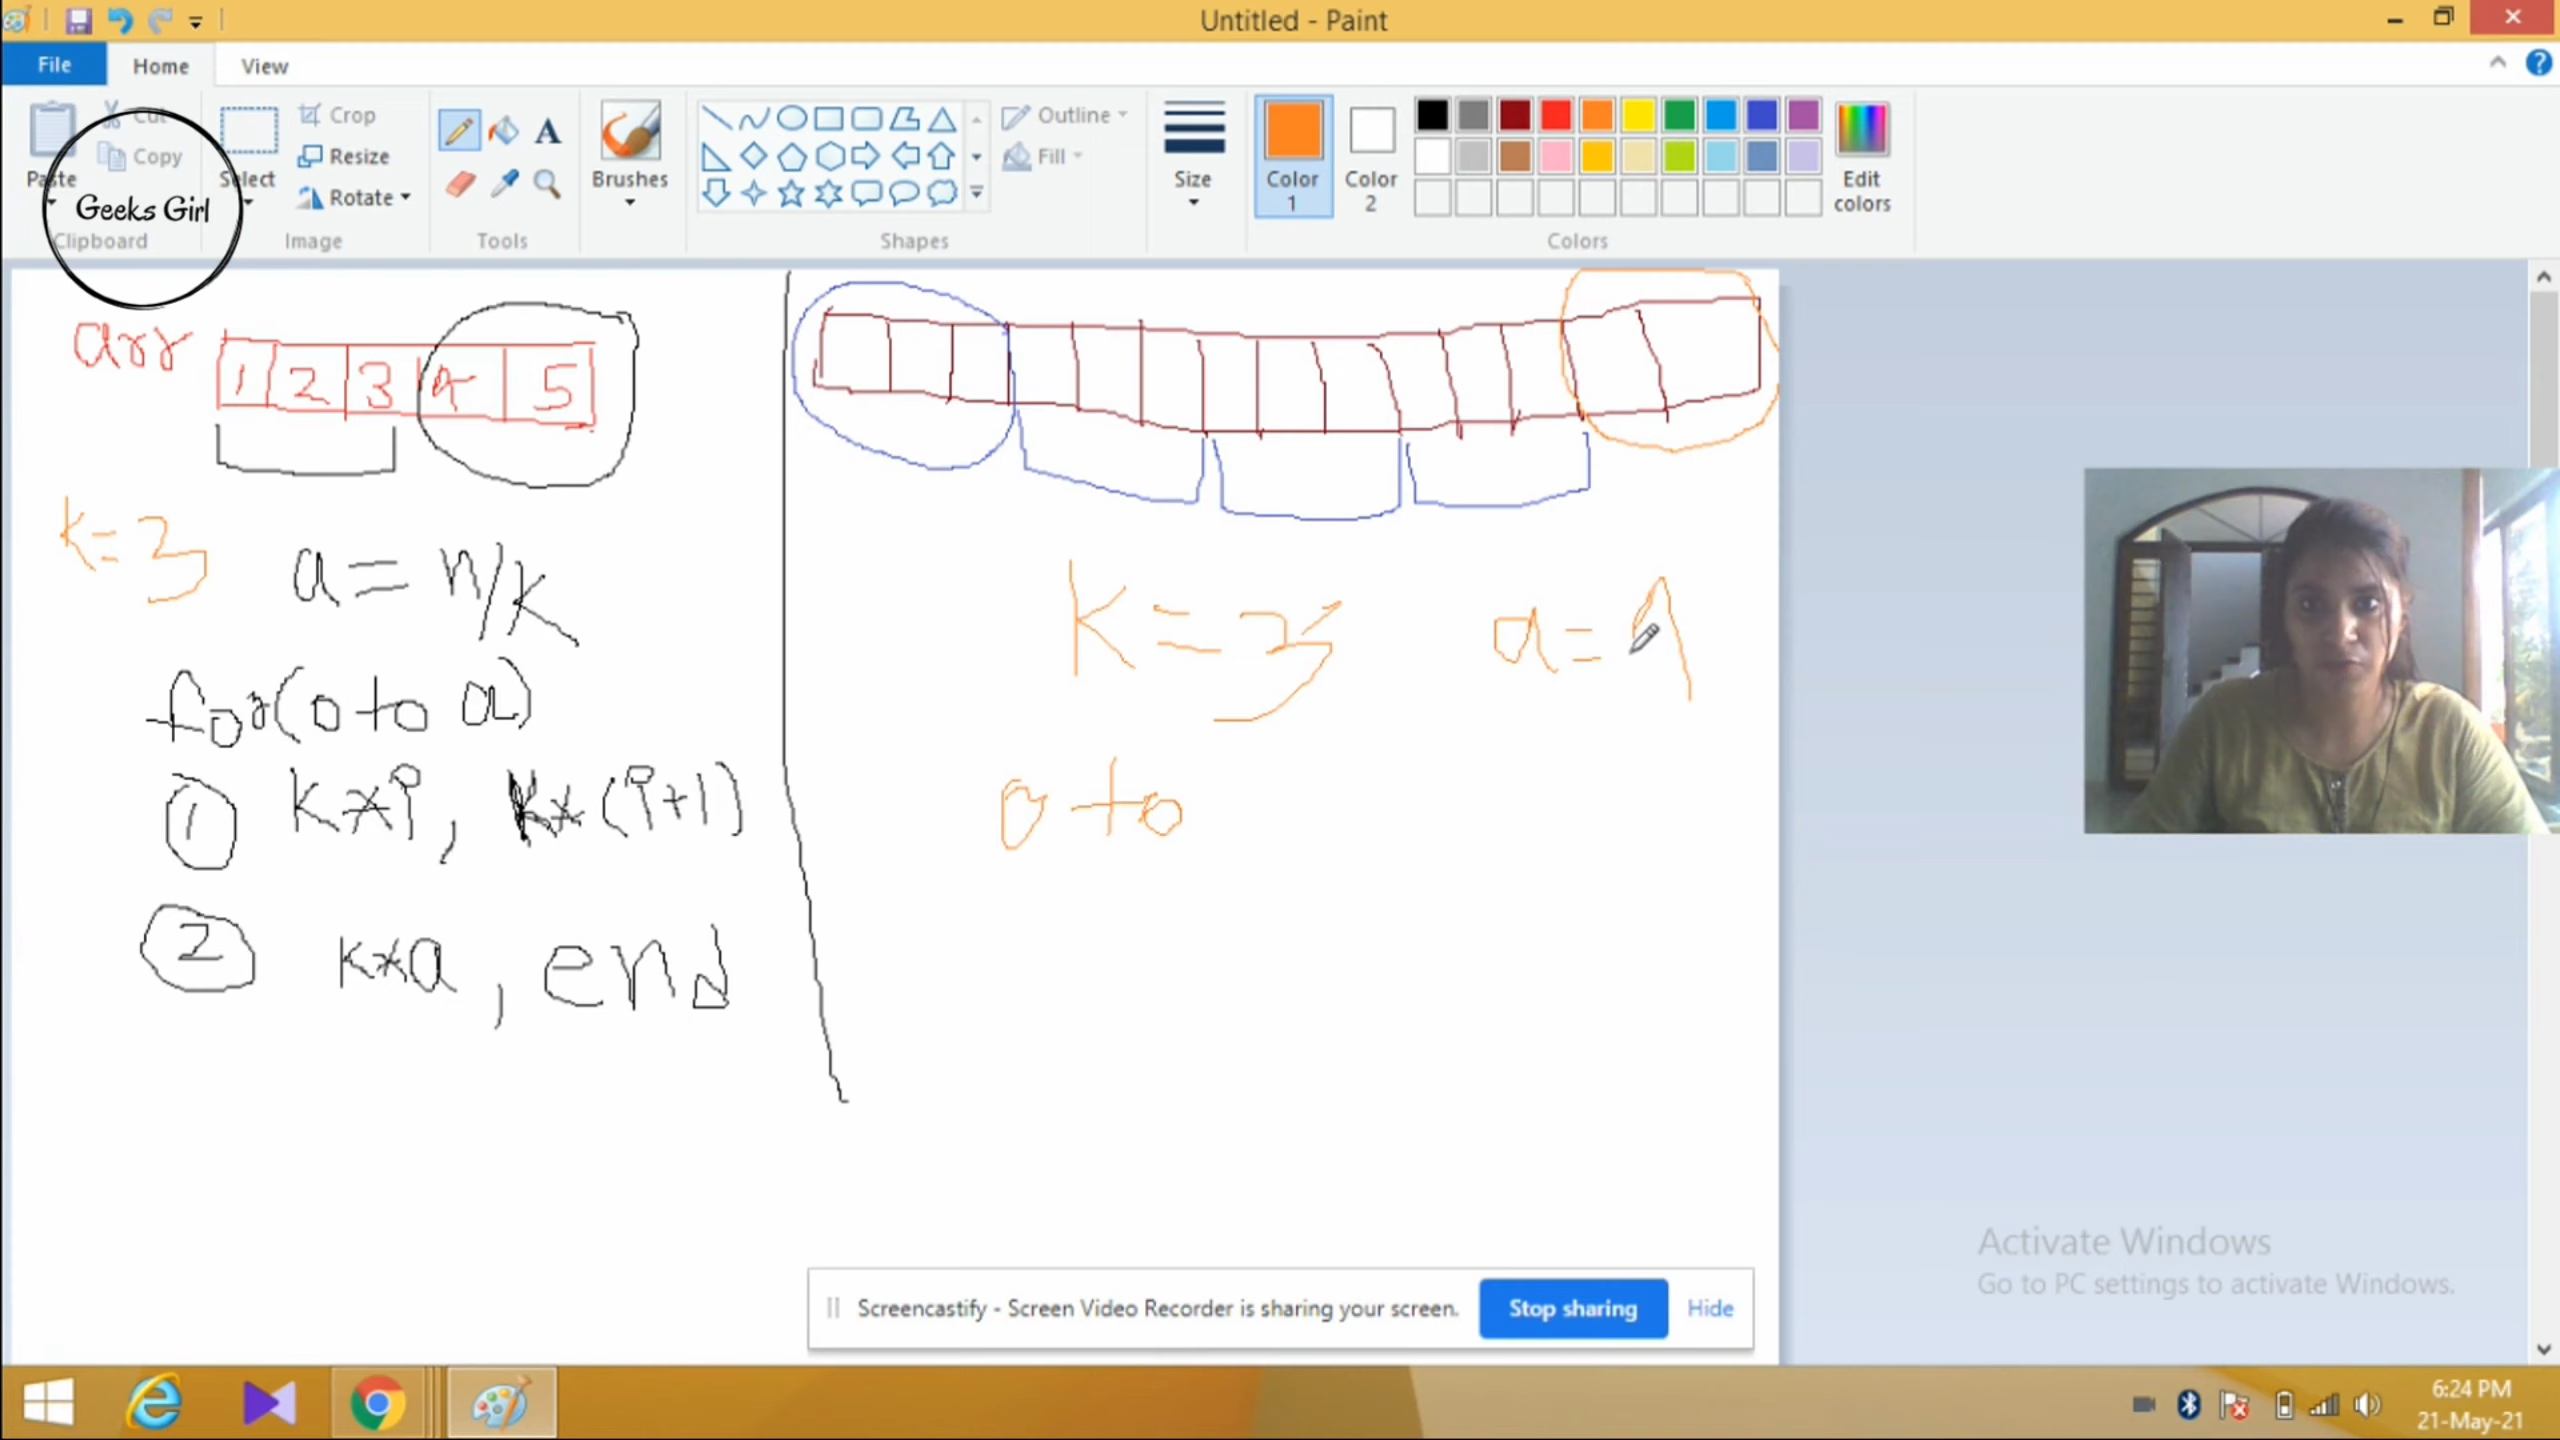 Untitled - Paint
File
Home
View
Paste
Cut
Copy
Clipboard
Geeks Girl
Select
Crop
Resize
Rotate
Image
Tools
Brushes
Shapes
Outline
Fill
Size
Color 1
Color 2
Edit colors
Colors
arr
1 2 3 4 5
k=3
a = n/k
for(0 to a)
1 k*i, k*(i+1)
2 k*a, end
K=3
a=4
0 to
Activate Windows
Go to PC settings to activate Windows.
Screencastify - Screen Video Recorder is sharing your screen.
Stop sharing
Hide
6:24 PM
21-May-21